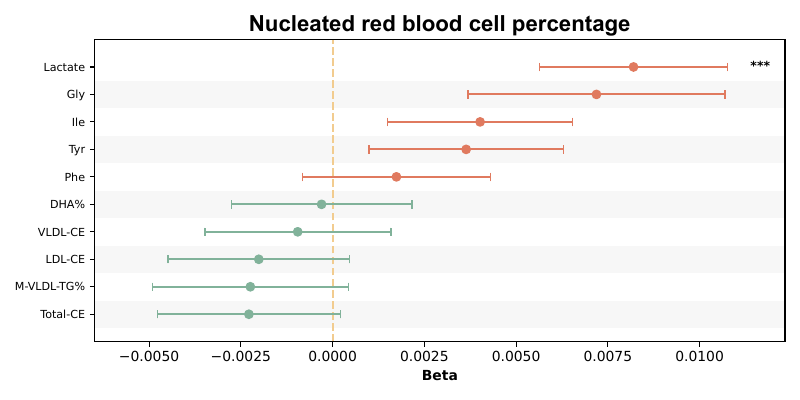 Nucleated red blood cell percentage
Lactate
***
Gly
Ile
Tyr
Phe
DHA%
VLDL-CE
LDL-CE
M-VLDL-TG%
Total-CE
−0.0050 −0.0025 0.0000 0.0025 0.0050 0.0075 0.0100
Beta